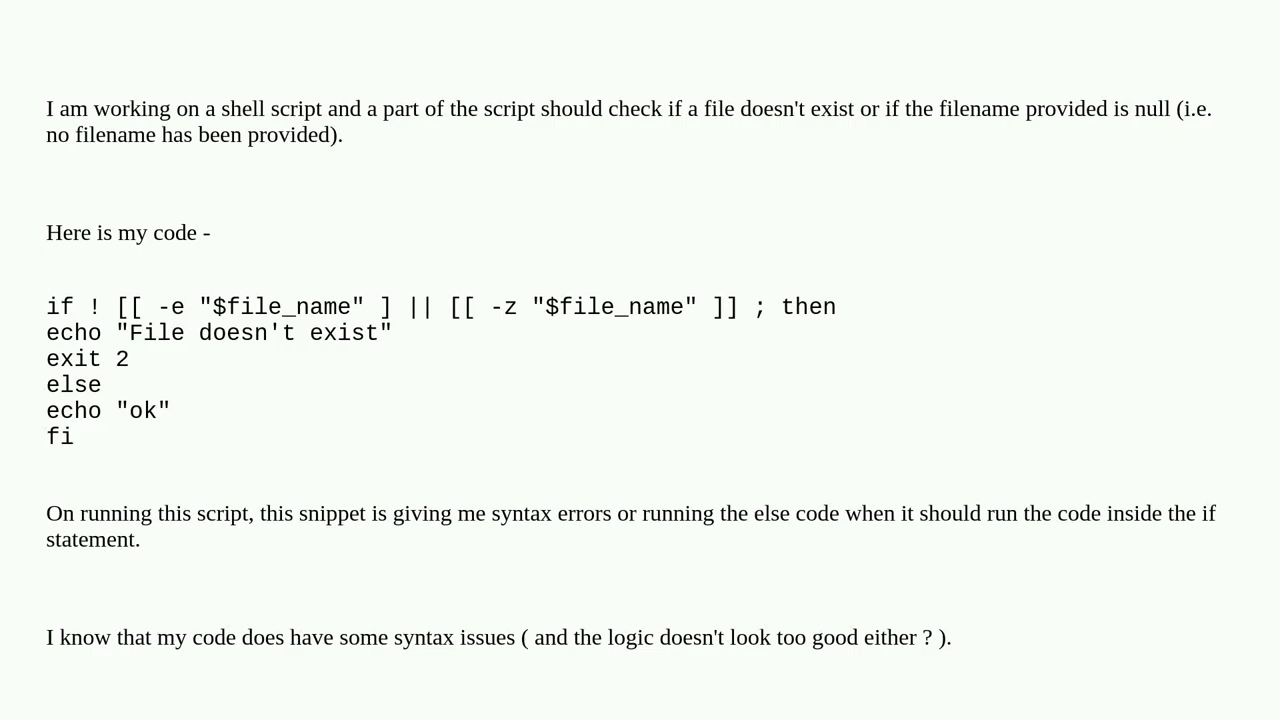 I am working on a shell script and a part of the script should check if a file doesn't exist or if the filename provided is null (i.e.
no filename has been provided).
Here is my code -
if ! [[ -e "$file_name" ] || [[ -z "$file_name" ]] ; then
echo "File doesn't exist"
exit 2
else
echo "ok"
fi
On running this script, this snippet is giving me syntax errors or running the else code when it should run the code inside the if
statement.
I know that my code does have some syntax issues ( and the logic doesn't look too good either ? ).